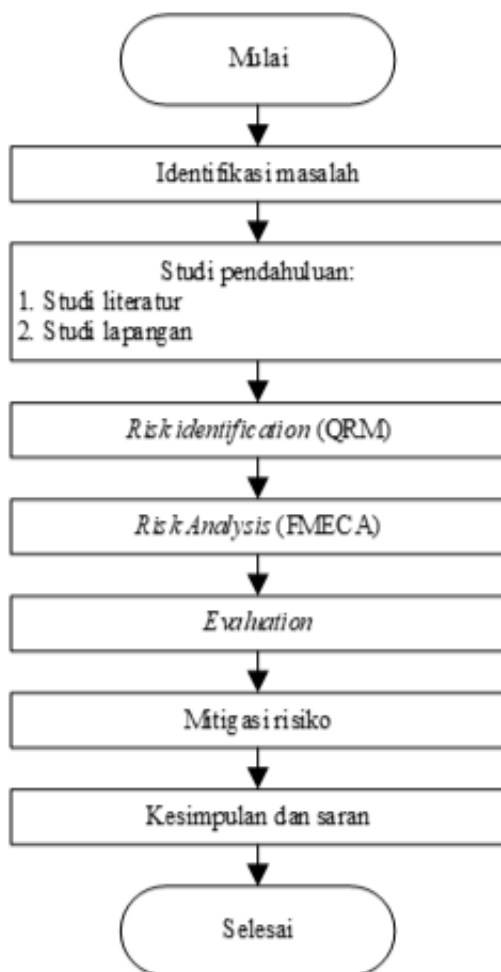 Mulai
Identifikasi masalah
Studi pendahuluan:
1. Studi literatur
2. Studi lapangan
Risk identification (QRM)
Risk Analysis (FMECA)
Evaluation
Mitigasi risiko
Kesimpulan dan saran
Selesai